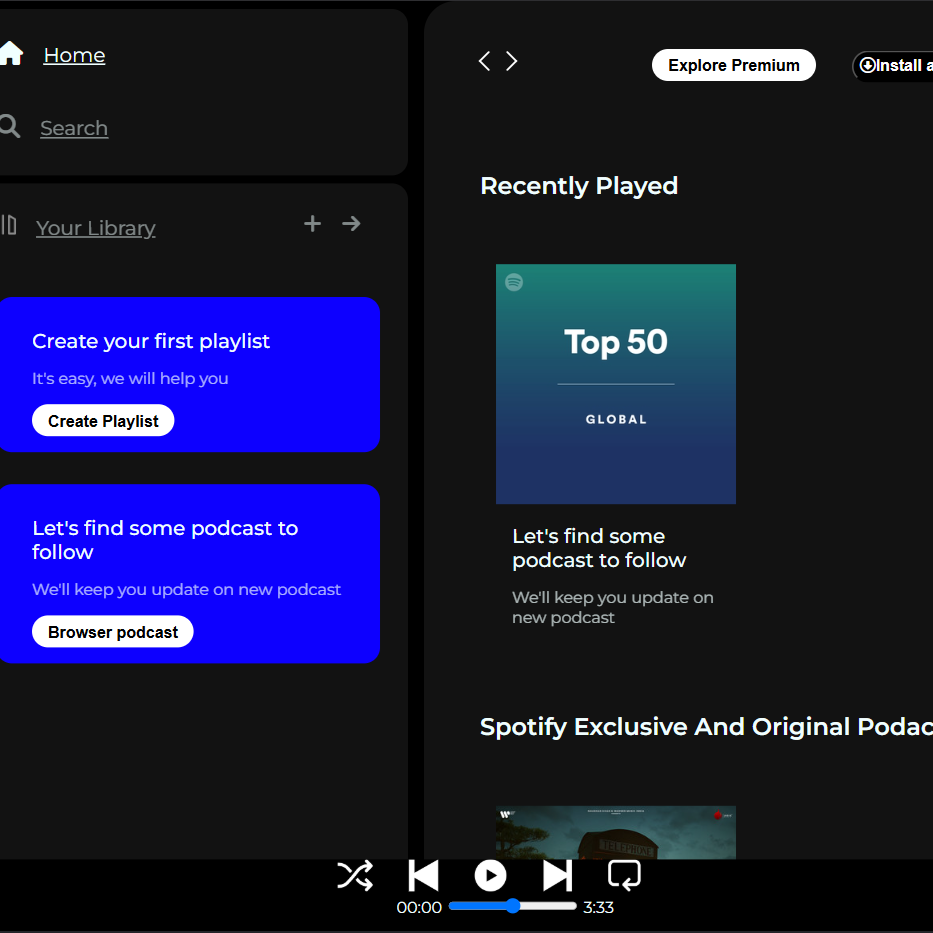 Home
Search
Your Library
Create your first playlist
It's easy, we will help you
Create Playlist
Let's find some podcast to
follow
We'll keep you update on new podcast
Browser podcast
Explore Premium
Install a
Recently Played
Top 50
GLOBAL
Let's find some
podcast to follow
We'll keep you update on
new podcast
Spotify Exclusive And Original Podac
TELEPHONE
00:00
3:33